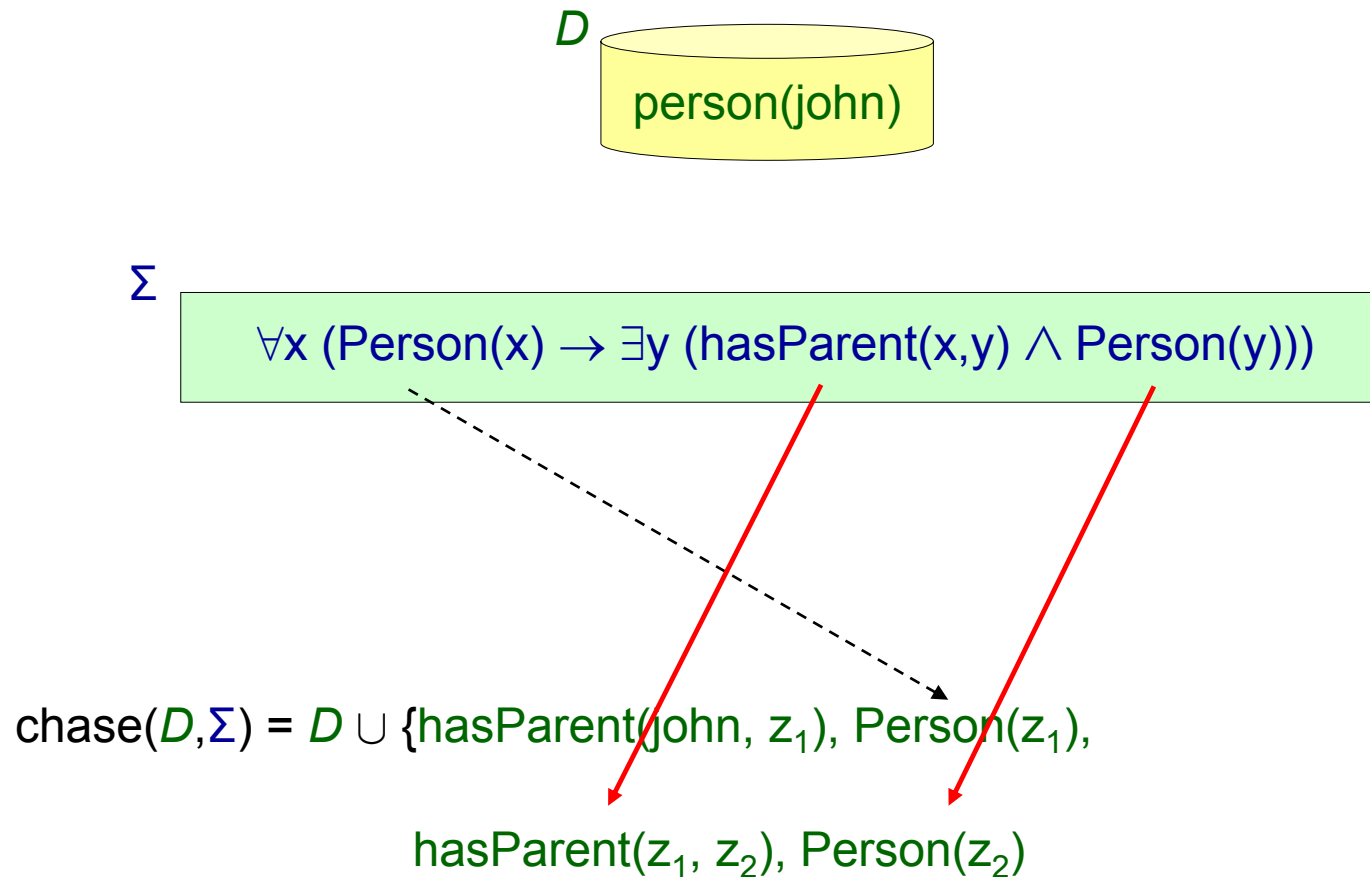 D
person(john)
Σ
∀x (Person(x) → ∃y (hasParent(x,y) ∧ Person(y)))
chase(D,Σ) = D ∪ {hasParent(john, z₁), Person(z₁),
hasParent(z₁, z₂), Person(z₂)